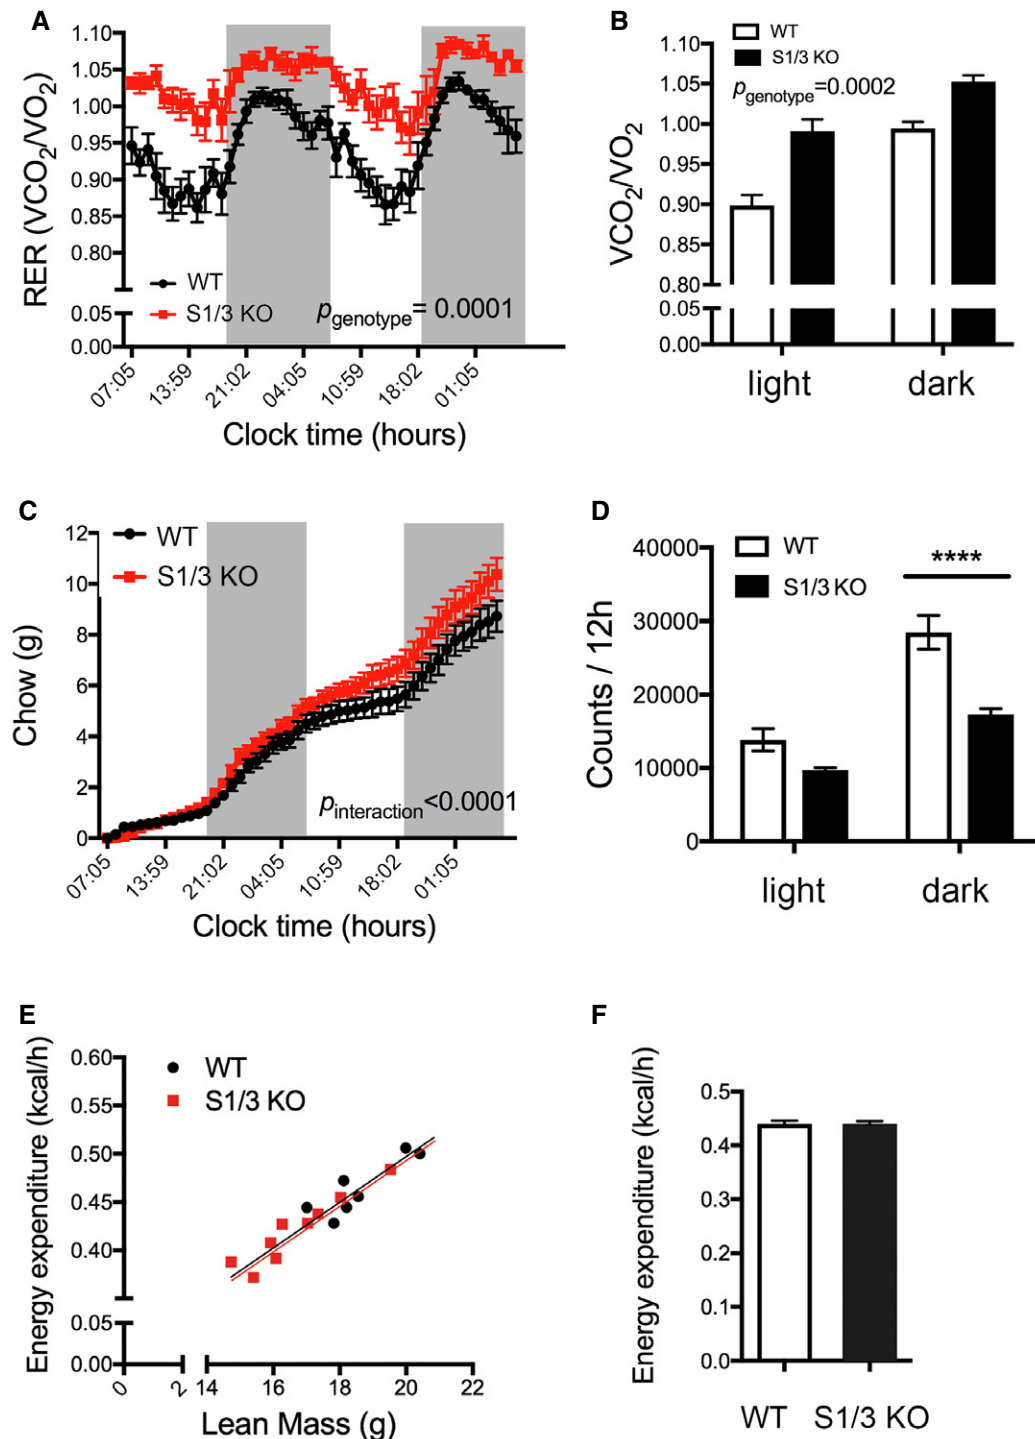 A
RER (VCO2/VO2)
1.10
1.05
1.00
0.95
0.90
0.85
0.80
0.05
0.00
WT
S1/3 KO
pgenotype= 0.0001
07:05
13:59
21:02
04:05
10:59
18:02
01:05
Clock time (hours)
B
VCO2/VO2
WT
S1/3 KO
pgenotype=0.0002
1.10
1.05
1.00
0.95
0.90
0.85
0.80
0.05
0.00
light
dark
C
Chow (g)
WT
S1/3 KO
12
10
8
6
4
2
0
pinteraction<0.0001
07:05
13:59
21:02
04:05
10:59
18:02
01:05
Clock time (hours)
D
Counts / 12h
WT
S1/3 KO
****
40000
30000
20000
10000
0
light
dark
E
Energy expenditure (kcal/h)
WT
S1/3 KO
0.60
0.55
0.50
0.45
0.40
0.05
0.00
0
2
14
16
18
20
22
Lean Mass (g)
F
Energy expenditure (kcal/h)
0.5
0.4
0.3
0.2
0.1
0.0
WT
S1/3 KO